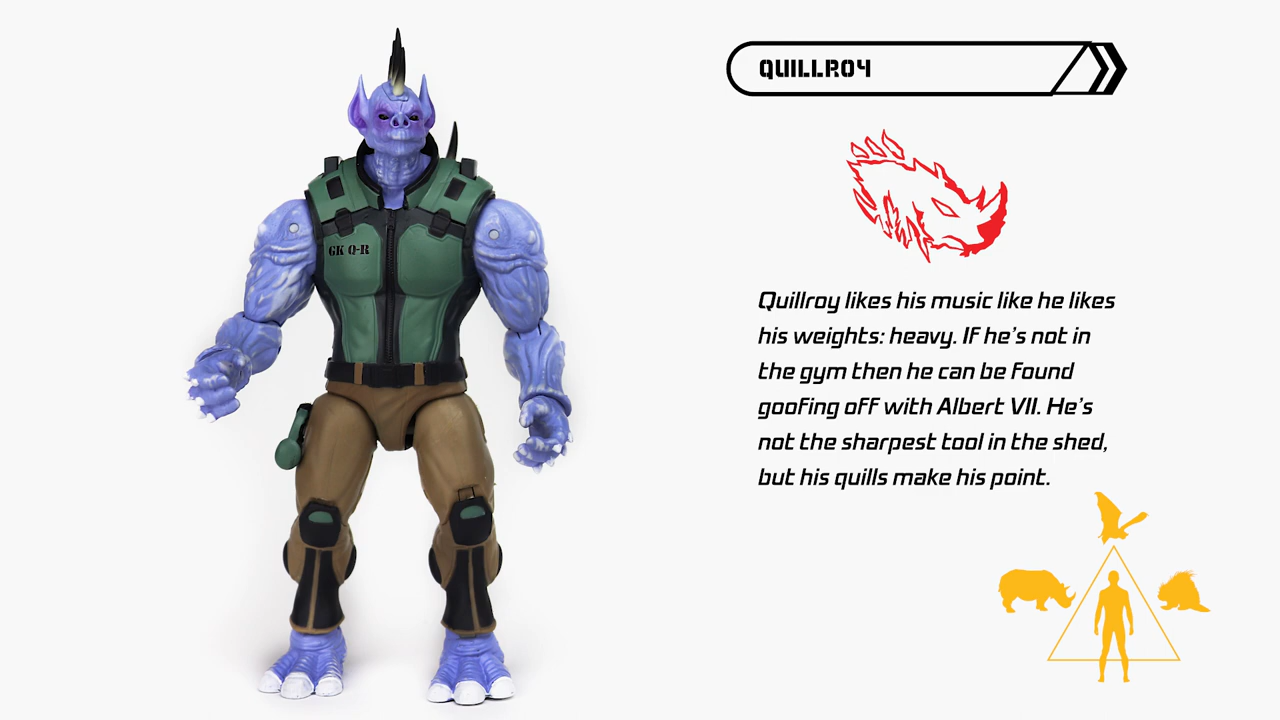 QUILLROY
GK Q-R
Quillroy likes his music like he likes
his weights: heavy. If he's not in
the gym then he can be found
goofing off with Albert VII. He's
not the sharpest tool in the shed,
but his quills make his point.